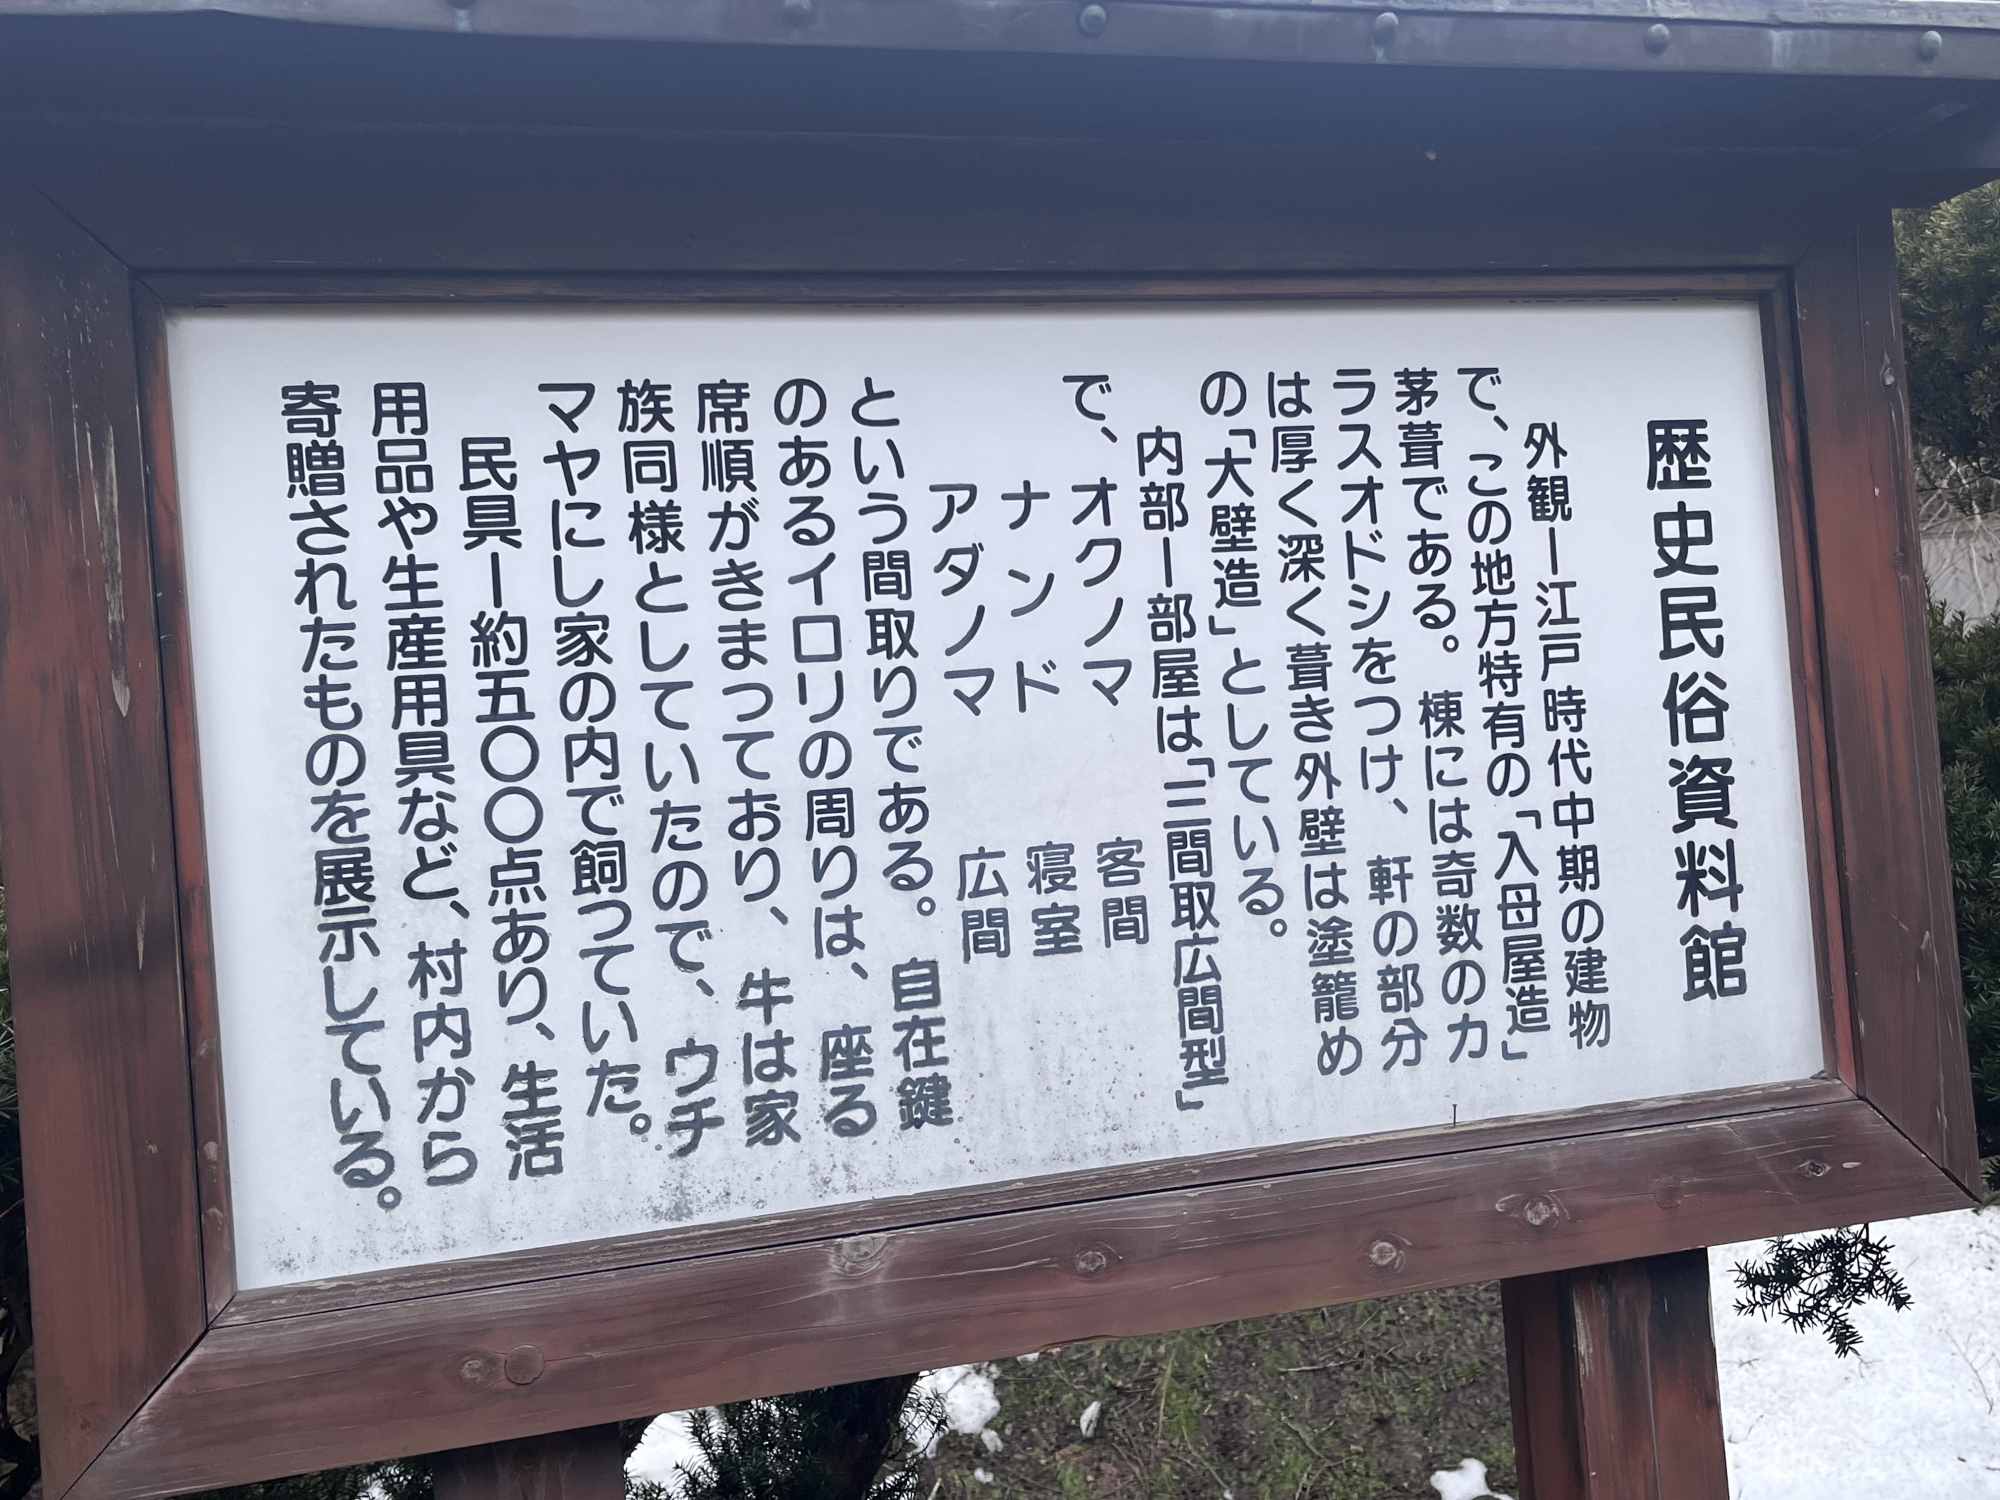 歴史民俗資料館
外観ー江戸時代中期の建物
で、この地方特有の「入母屋造」
茅葺である。棟には奇数のカ
ラスオドシをつけ、軒の部分
は厚く深く葺き外壁は塗籠め
の「大壁造」としている。
内部ー部屋は「三間取広間型」
で、オクノマ　客間
ナンド　寝室
アダノマ　広間
という間取りである。自在鍵
のあるイロリの周りは、座る
席順がきまっており、牛は家
族同様としていたので、ウチ
マヤにし家の内で飼っていた。
民具ー約五〇〇点あり、生活
用品や生産用具など、村内から
寄贈されたものを展示している。